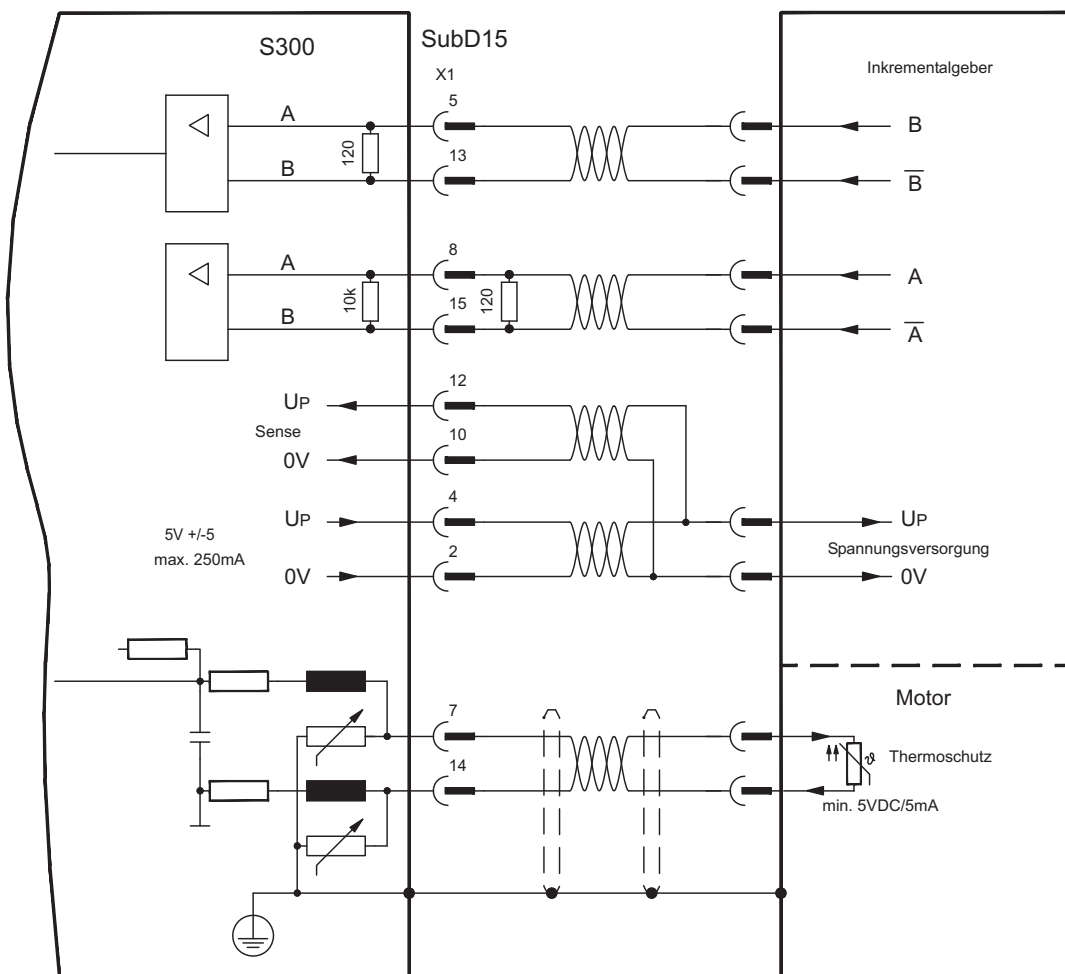 S300
SubD15
X1
Inkrementalgeber
A
5
B
120
B
13
B̅
A
8
A
10k
120
B
15
A̅
UP
12
Sense
0V
10
5V +/-5
max. 250mA
UP
4
UP
Spannungsversorgung
0V
2
0V
Motor
7
ϑ
Thermoschutz
14
min. 5VDC/5mA